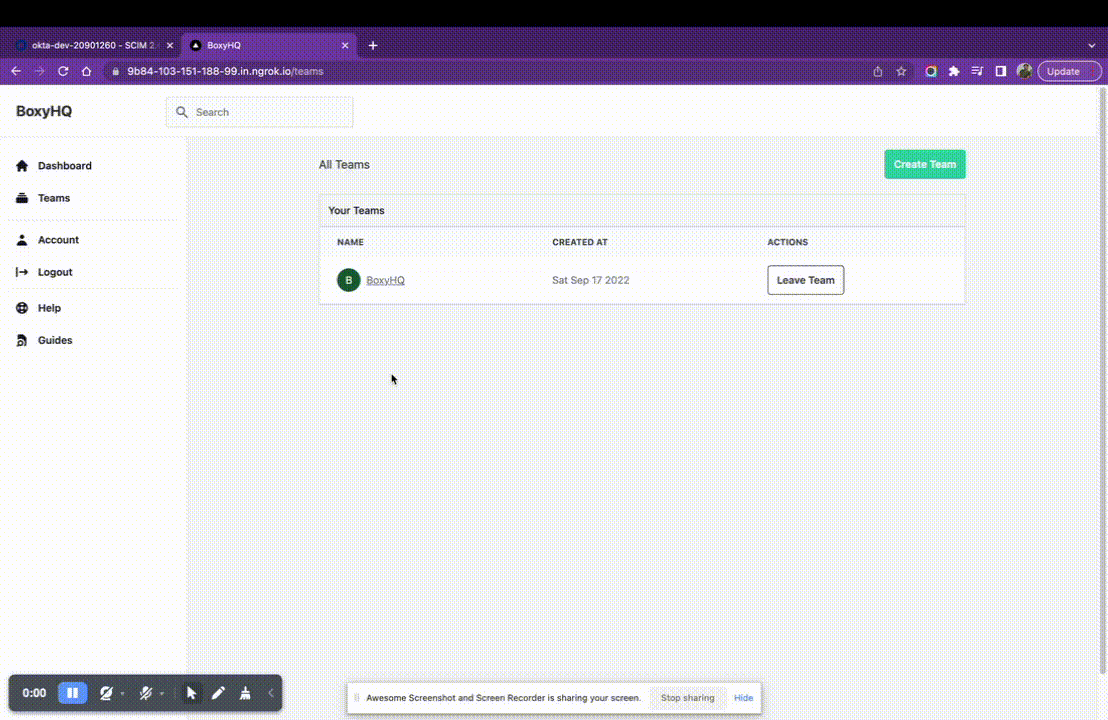 okta-dev-20901260 - SCIM 2.
BoxyHQ
9b84-103-151-188-99.in.ngrok.io/teams
Update
BoxyHQ
Search
Dashboard
Teams
Account
Logout
Help
Guides
All Teams
Create Team
Your Teams
NAME CREATED AT ACTIONS
B BoxyHQ Sat Sep 17 2022 Leave Team
0:00
Awesome Screenshot and Screen Recorder is sharing your screen. Stop sharing Hide